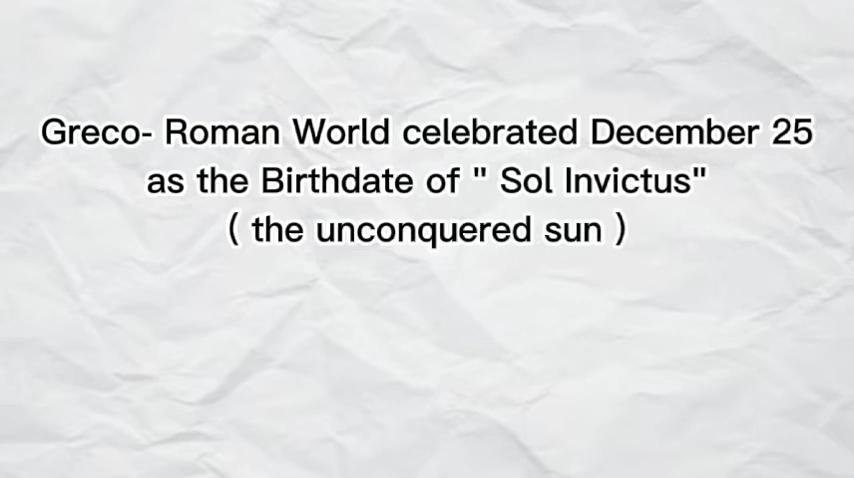 Greco- Roman World celebrated December 25
as the Birthdate of " Sol Invictus"
( the unconquered sun )